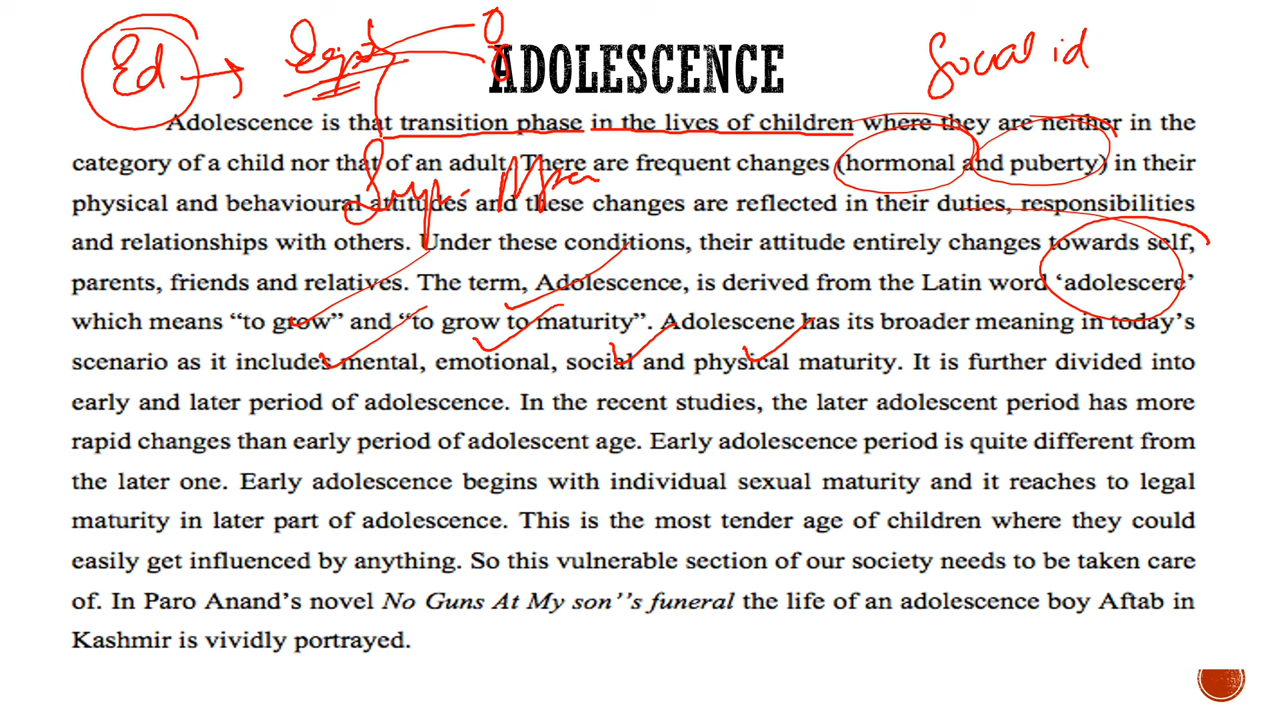 Ed → Social id
ADOLESCENCE
Adolescence is that transition phase in the lives of children where they are neither in the
category of a child nor that of an adult. There are frequent changes (hormonal and puberty) in their
physical and behavioural attitudes and these changes are reflected in their duties, responsibilities
and relationships with others. Under these conditions, their attitude entirely changes towards self,
parents, friends and relatives. The term, Adolescence, is derived from the Latin word ‘adolescere’
which means “to grow” and “to grow to maturity”. Adolescene has its broader meaning in today’s
scenario as it includes mental, emotional, social and physical maturity. It is further divided into
early and later period of adolescence. In the recent studies, the later adolescent period has more
rapid changes than early period of adolescent age. Early adolescence period is quite different from
the later one. Early adolescence begins with individual sexual maturity and it reaches to legal
maturity in later part of adolescence. This is the most tender age of children where they could
easily get influenced by anything. So this vulnerable section of our society needs to be taken care
of. In Paro Anand’s novel No Guns At My son’’s funeral the life of an adolescence boy Aftab in
Kashmir is vividly portrayed.